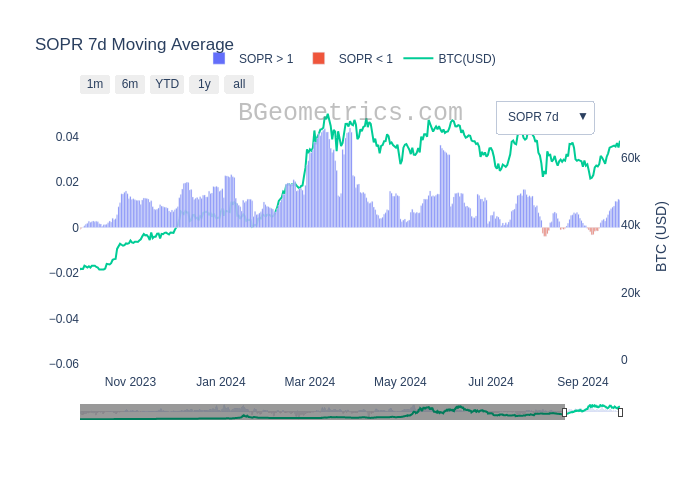 SOPR 7d Moving Average
SOPR > 1
SOPR < 1
BTC(USD)
1m
6m
YTD
1y
all
BGeometrics.com
SOPR 7d
▼
0.04
0.02
0
−0.02
−0.04
−0.06
60k
40k
20k
0
BTC (USD)
Nov 2023
Jan 2024
Mar 2024
May 2024
Jul 2024
Sep 2024